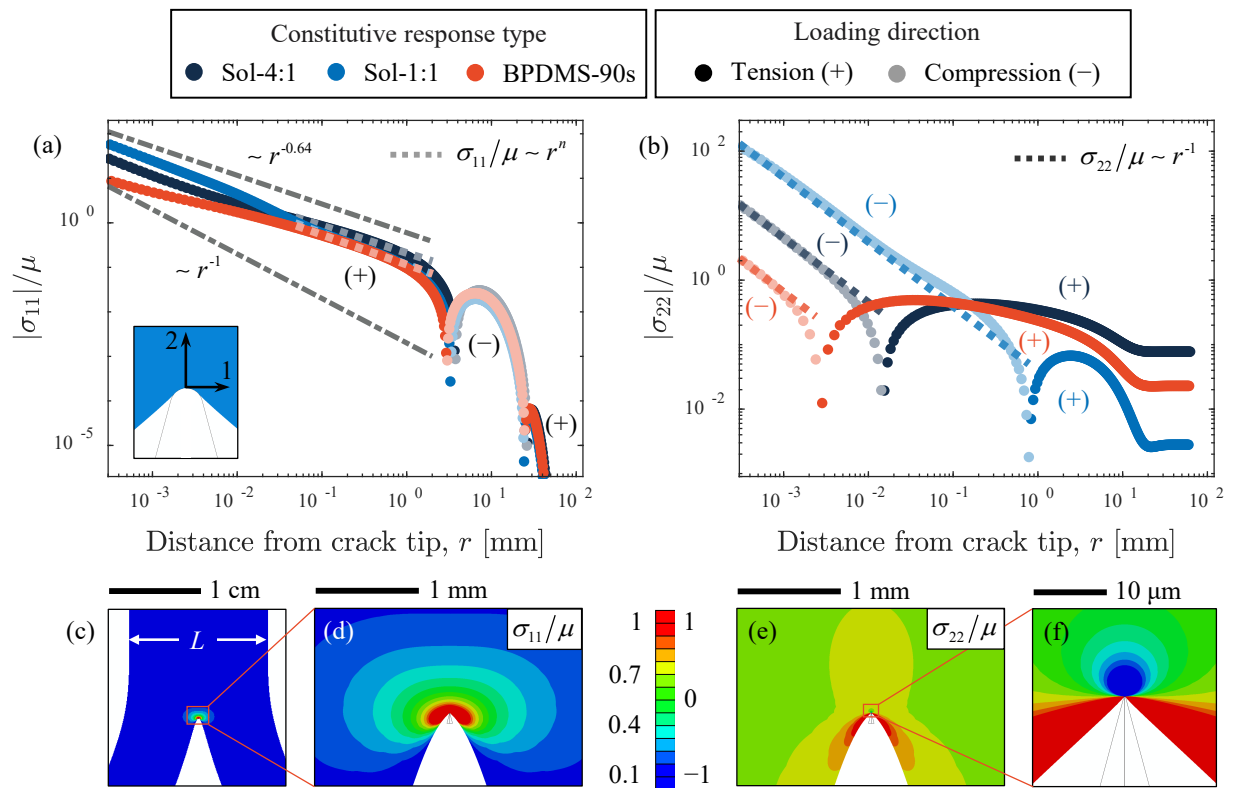 Constitutive response type
Sol-4:1 Sol-1:1 BPDMS-90s
Loading direction
Tension (+) Compression (−)
(a)
~ r^-0.64
σ11/μ ~ r^n
~ r^-1
(+)
(−)
(+)
2
1
10^0
10^-5
|σ11|/μ
10^-3 10^-2 10^-1 10^0 10^1 10^2
Distance from crack tip, r [mm]
(b)
σ22/μ ~ r^-1
(−)
(−)
(−)
(+)
(+)
(+)
10^2
10^0
10^-2
|σ22|/μ
10^-3 10^-2 10^-1 10^0 10^1 10^2
Distance from crack tip, r [mm]
1 cm
(c)
L
1 mm
(d)
σ11/μ
1 1
0.7 0
0.4
0.1 −1
1 mm
(e)
σ22/μ
10 μm
(f)